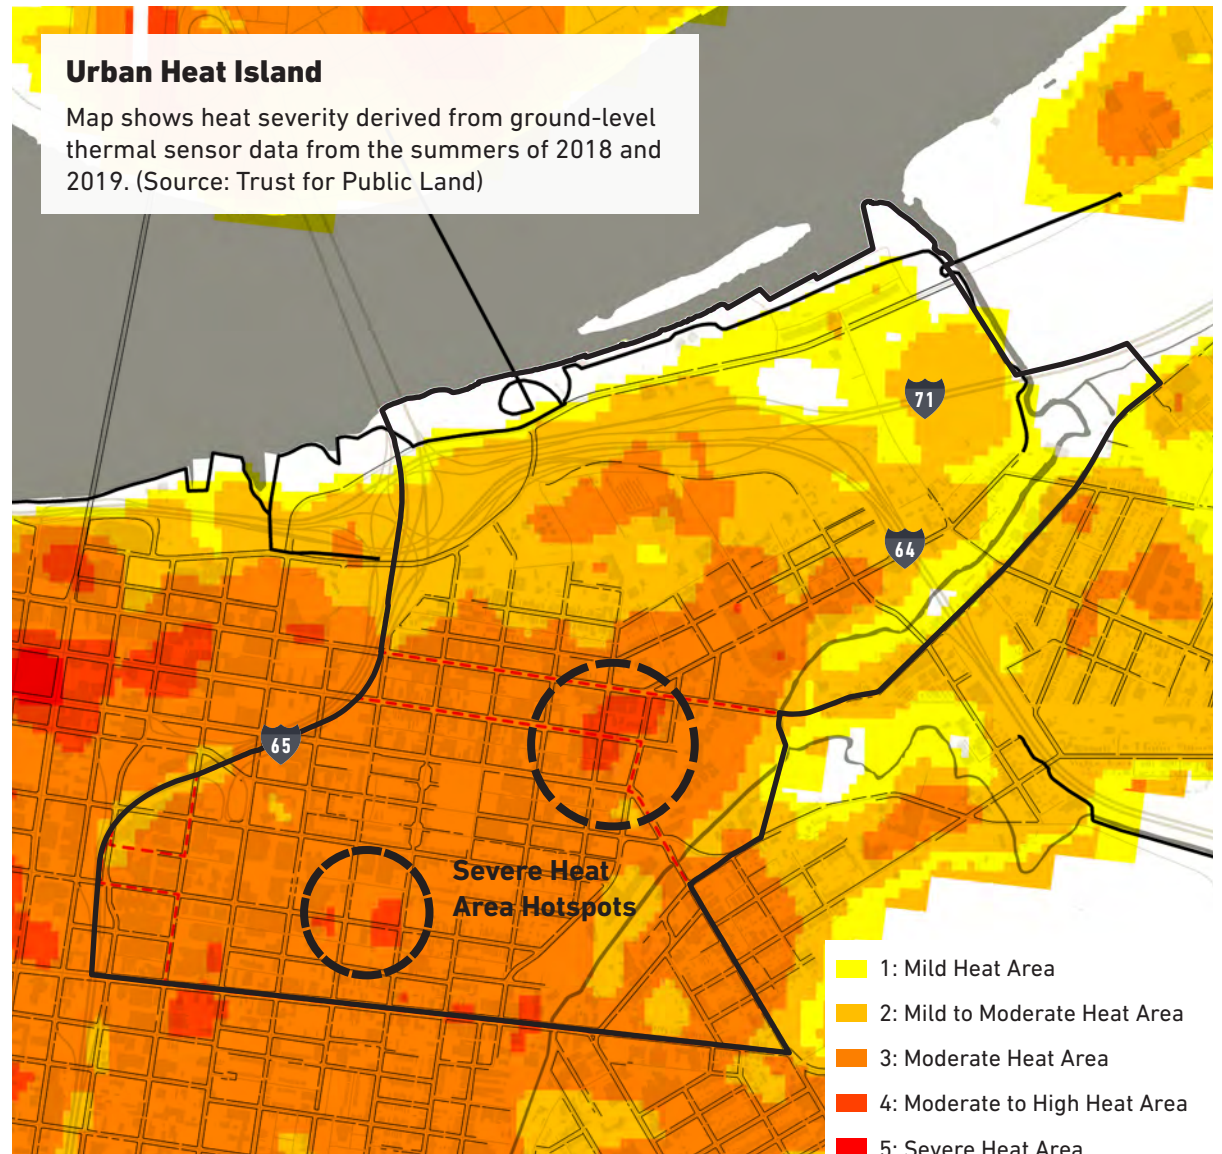 Urban Heat Island
Map shows heat severity derived from ground-level
thermal sensor data from the summers of 2018 and
2019. (Source: Trust for Public Land)
71
64
65
Severe Heat
Area Hotspots
1: Mild Heat Area
2: Mild to Moderate Heat Area
3: Moderate Heat Area
4: Moderate to High Heat Area
5: Severe Heat Area